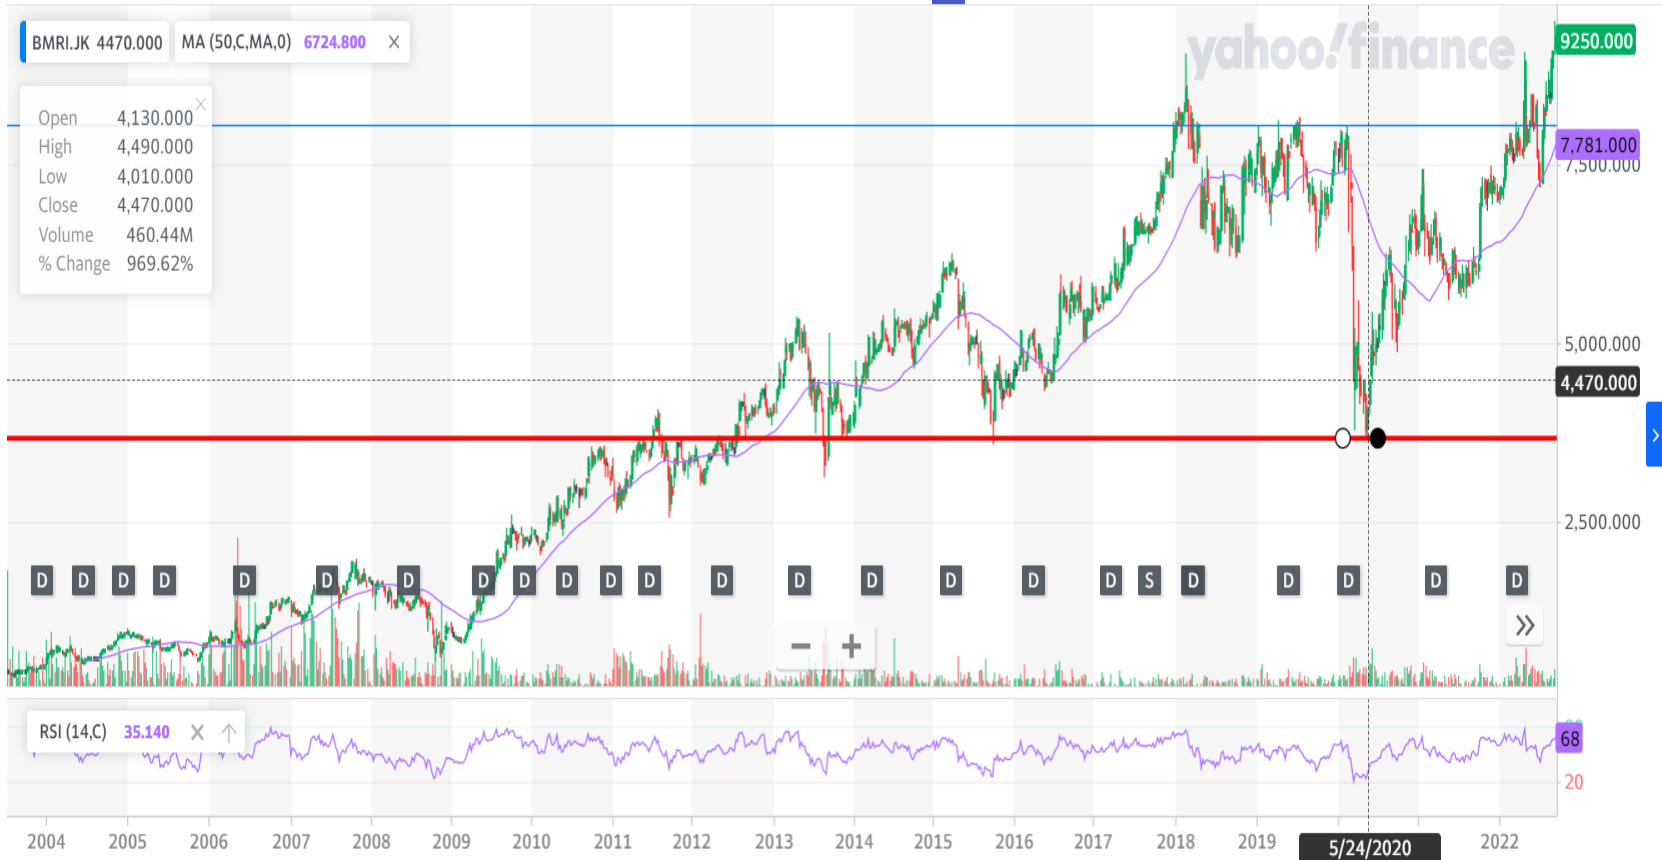 BMRI.JK 4470.000
MA (50,C,MA,0) 6724.800 X
yahoo!finance
9250.000
Open 4,130.000
High 4,490.000
Low 4,010.000
Close 4,470.000
Volume 460.44M
% Change 969.62%
7,781.000
7,500.000
5,000.000
4,470.000
2,500.000
D D D D D D D D D D D D D D D D D D S D D D D D
RSI (14,C) 35.140
68
20
2004 2005 2006 2007 2008 2009 2010 2011 2012 2013 2014 2015 2016 2017 2018 2019 5/24/2020 2022